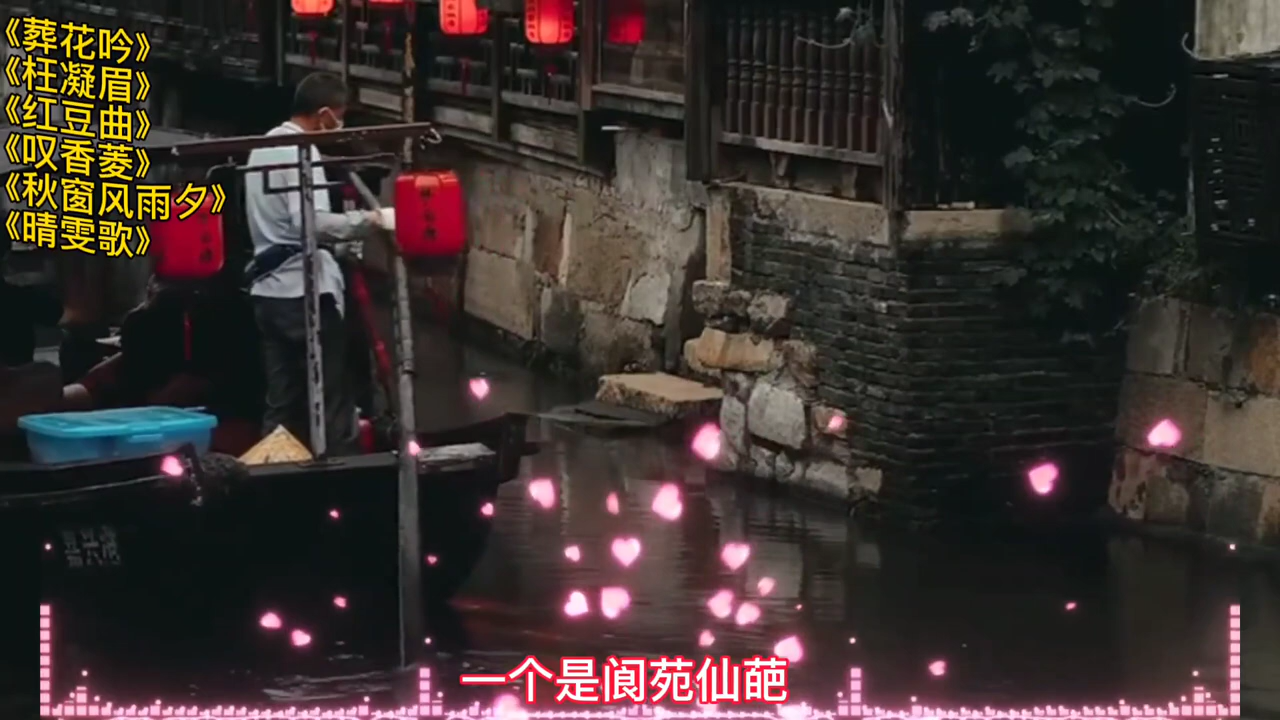 《葬花吟》
《枉凝眉》
《红豆曲》
《叹香菱》
《秋窗风雨夕》
《晴雯歌》
一个是阆苑仙葩